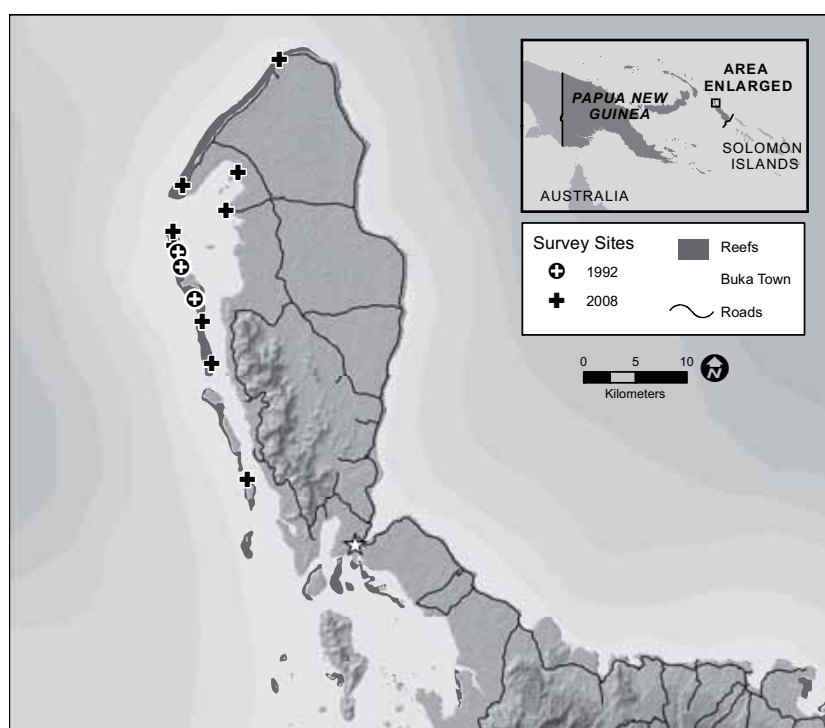 AREA
ENLARGED
PAPUA NEW
GUINEA
SOLOMON
ISLANDS
AUSTRALIA
Survey Sites
1992
2008
Reefs
Buka Town
Roads
0 5 10
Kilometers
N